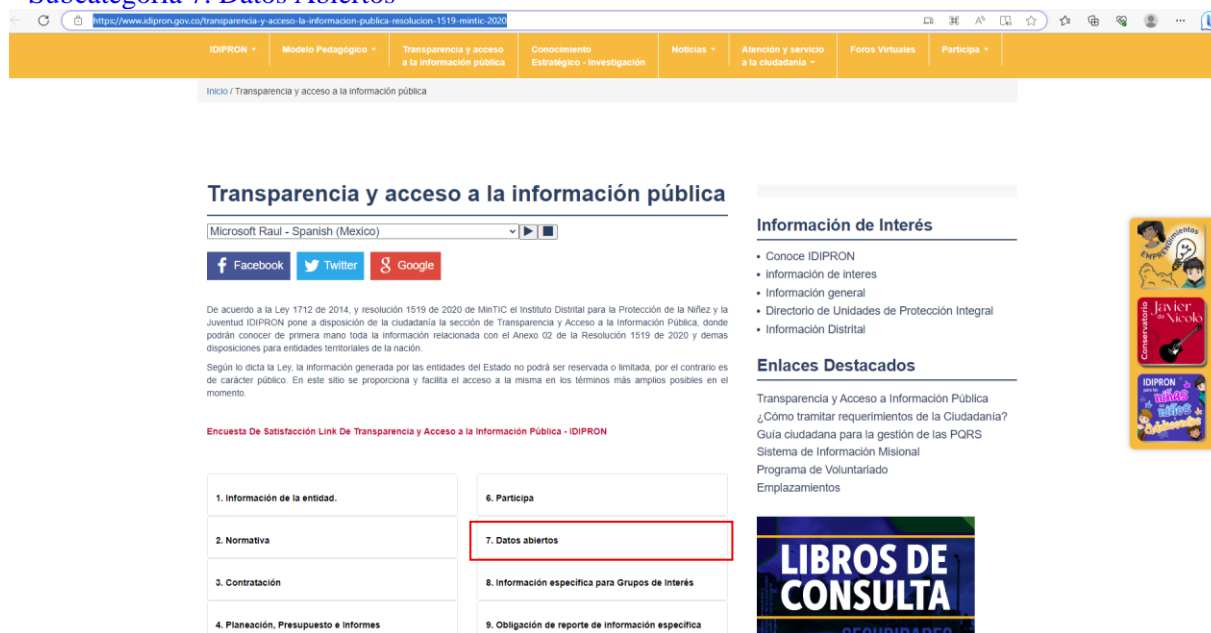 Subcategoría 7. Datos Abiertos
https://www.idipron.gov.co/transparencia-y-acceso-la-informacion-publica-resolucion-1519-mintic-2020
IDIPRON
Modelo Pedagógico
Transparencia y acceso
a la información pública
Conocimiento
Estratégico - Investigación
Noticias
Atención y servicio
a la ciudadanía
Foros Virtuales
Participa
Inicio / Transparencia y acceso a la información pública
Transparencia y acceso a la información pública
Microsoft Raul - Spanish (Mexico)
Facebook
Twitter
Google
De acuerdo a la Ley 1712 de 2014, y resolución 1519 de 2020 de MinTIC el Instituto Distrital para la Protección de la Niñez y la
Juventud IDIPRON pone a disposición de la ciudadanía la sección de Transparencia y Acceso a la Información Pública, donde
podrán conocer de primera mano toda la información relacionada con el Anexo 02 de la Resolución 1519 de 2020 y demas
disposiciones para entidades territoriales de la nación.
Según lo dicta la Ley, la información generada por las entidades del Estado no podrá ser reservada o limitada, por el contrario es
de carácter público. En este sitio se proporciona y facilita el acceso a la misma en los términos más amplios posibles en el
momento.
Encuesta De Satisfacción Link De Transparencia y Acceso a la Información Pública - IDIPRON
1. Información de la entidad.
6. Participa
2. Normativa
7. Datos abiertos
3. Contratación
8. Información específica para Grupos de Interés
4. Planeación, Presupuesto e Informes
9. Obligación de reporte de información específica
Información de Interés
Conoce IDIPRON
información de interes
Información general
Directorio de Unidades de Protección Integral
Información Distrital
Enlaces Destacados
Transparencia y Acceso a Información Pública
¿Cómo tramitar requerimientos de la Ciudadanía?
Guía ciudadana para la gestión de las PQRS
Sistema de Información Misional
Programa de Voluntariado
Emplazamientos
LIBROS DE
CONSULTA
EMPRENDimientos
Conservatorio
Javier
de Nicoló
IDIPRON
para las
niñas
niños
Adolescentes